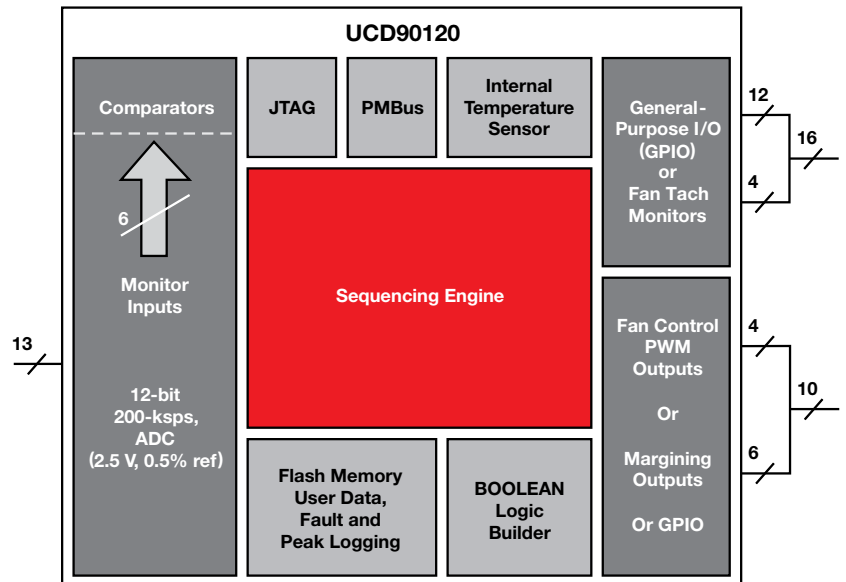 UCD90120
Comparators
6
Monitor
Inputs
12-bit
200-ksps,
ADC
(2.5 V, 0.5% ref)
13
JTAG
PMBus
Internal
Temperature
Sensor
Sequencing Engine
Flash Memory
User Data,
Fault and
Peak Logging
BOOLEAN
Logic
Builder
General-
Purpose I/O
(GPIO)
or
Fan Tach
Monitors
12
16
4
Fan Control
PWM
Outputs
Or
Margining
Outputs
Or GPIO
4
10
6